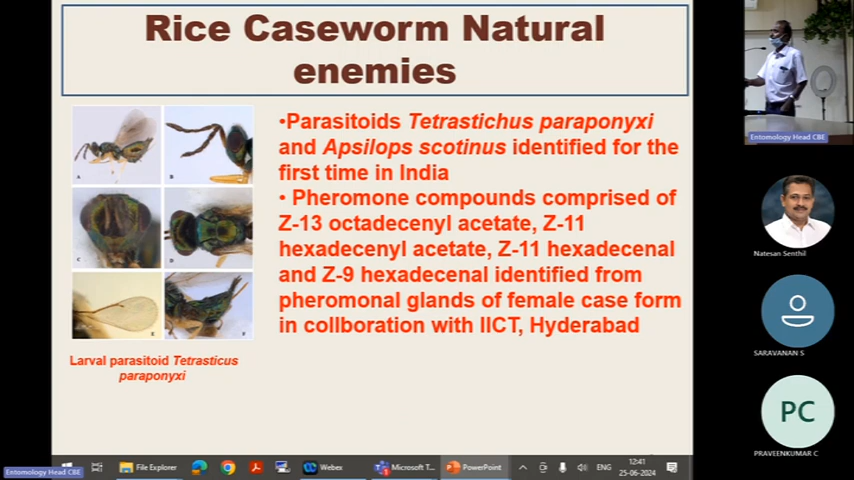 Rice Caseworm Natural
enemies
•Parasitoids Tetrastichus paraponyxi
and Apsilops scotinus identified for the
first time in India
• Pheromone compounds comprised of
Z-13 octadecenyl acetate, Z-11
hexadecenyl acetate, Z-11 hexadecenal
and Z-9 hexadecenal identified from
pheromonal glands of female case form
in collboration with IICT, Hyderabad
A
B
C
D
E
F
Larval parasitoid Tetrasticus
paraponyxi
Entomology Head CBE
Natesan Senthil
SARAVANAN S
PC
PRAVEENKUMAR C
Entomology Head CBE
File Explorer
Webex
Microsoft T...
PowerPoint
ENG
12:41
25-06-2024